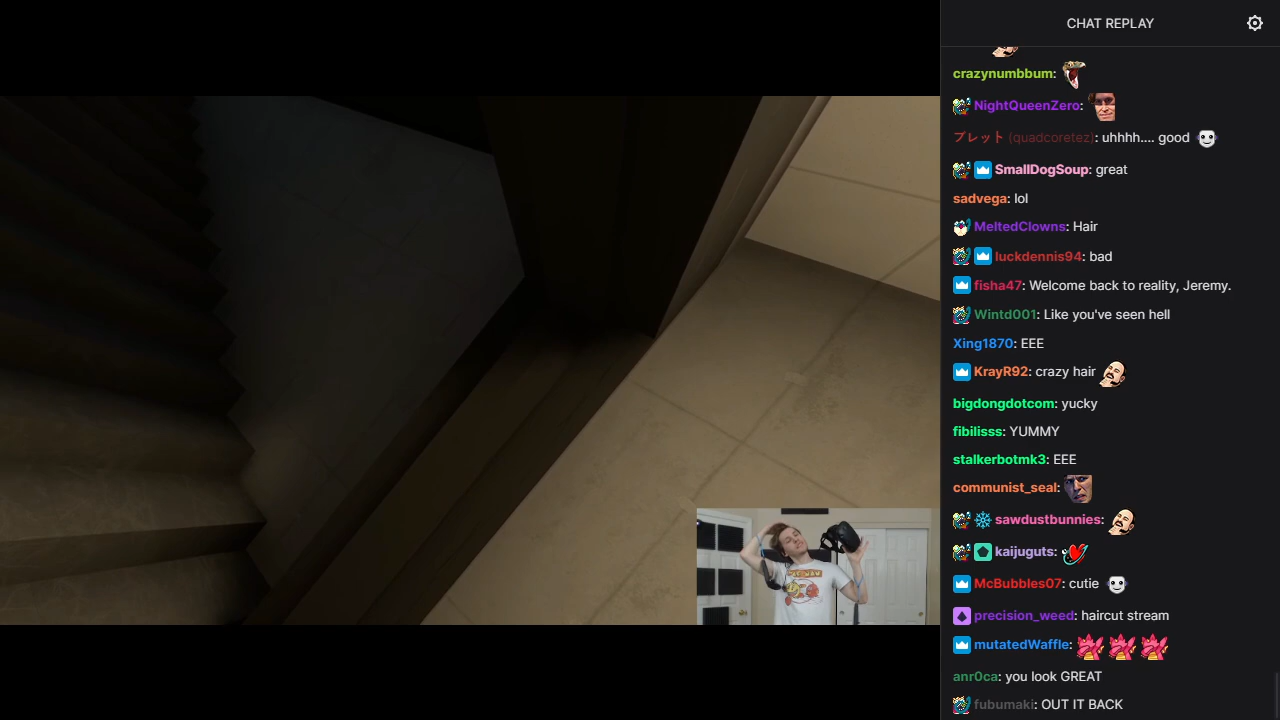 CHAT REPLAY
crazynumbbum:
NightQueenZero:
ブレット (quadcoretez): uhhhh.... good
SmallDogSoup: great
sadvega: lol
MeltedClowns: Hair
luckdennis94: bad
fisha47: Welcome back to reality, Jeremy.
Wintd001: Like you've seen hell
Xing1870: EEE
KrayR92: crazy hair
bigdongdotcom: yucky
fibilisss: YUMMY
stalkerbotmk3: EEE
communist_seal:
sawdustbunnies:
kaijuguts:
McBubbles07: cutie
precision_weed: haircut stream
mutatedWaffle:
anr0ca: you look GREAT
fubumaki: OUT IT BACK